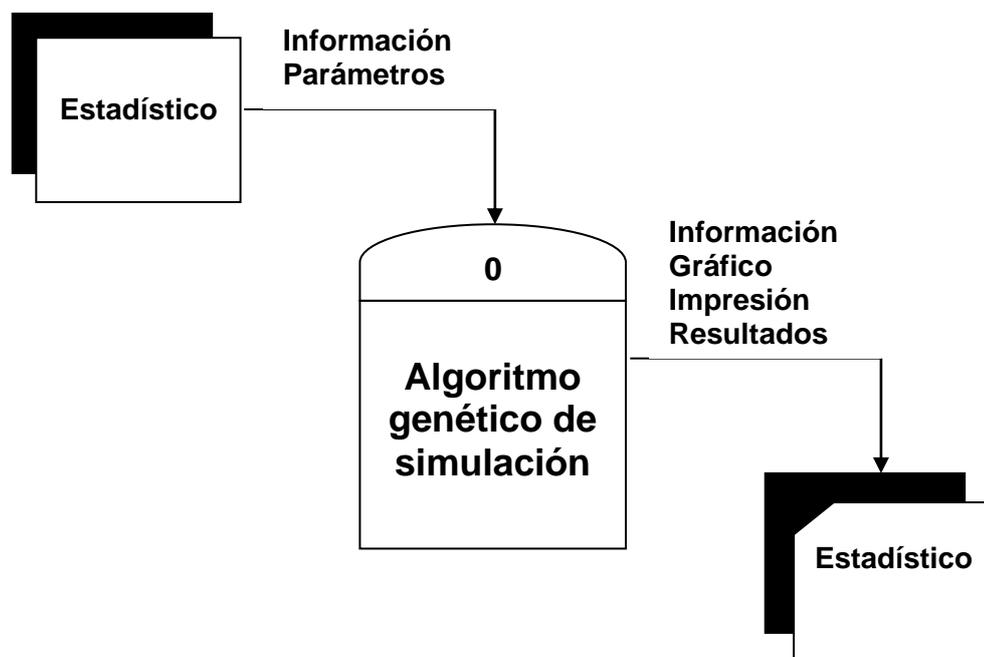 Información
Parámetros
Estadístico
0
Información
Gráfico
Impresión
Resultados
Algoritmo
genético de
simulación
Estadístico